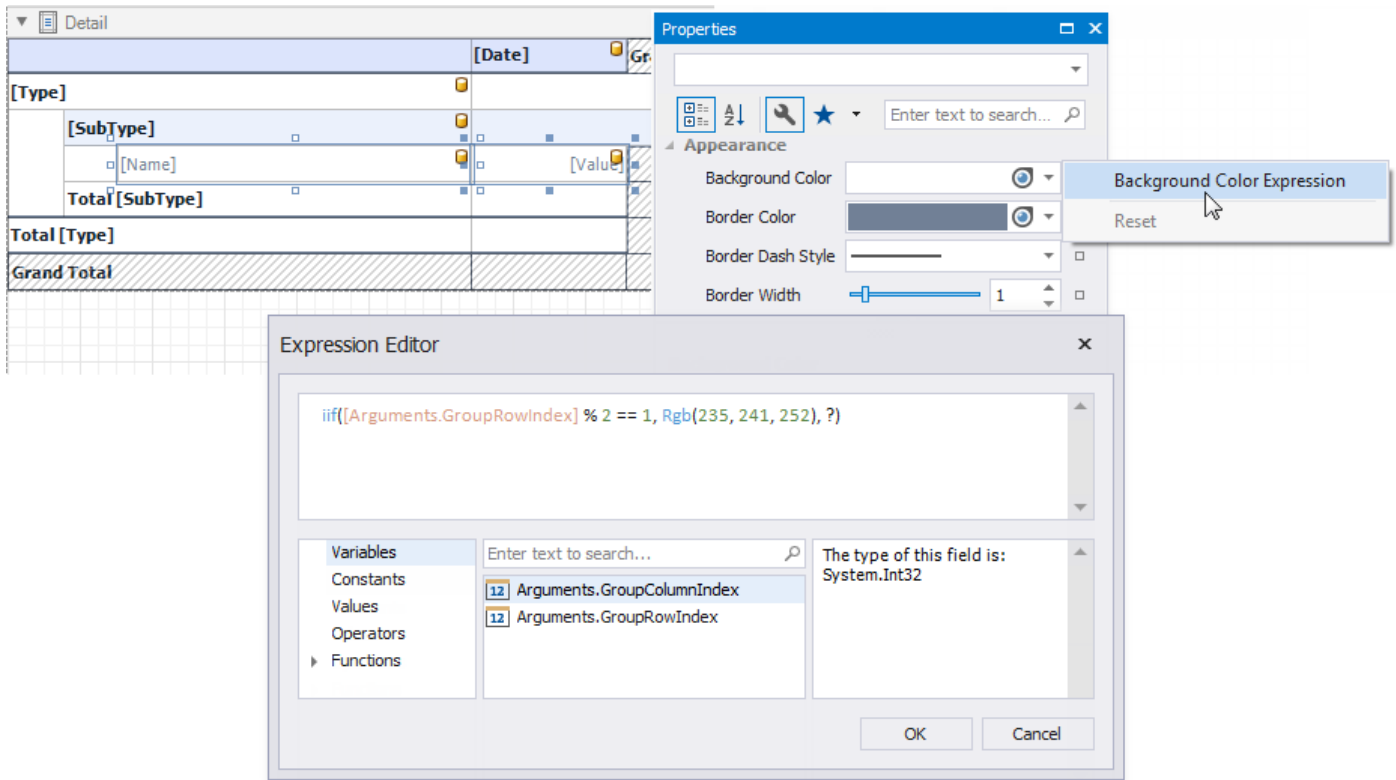 Detail
[Date]
Gr
[Type]
[SubType]
[Name]
[Value]
Total [SubType]
Total [Type]
Grand Total
Properties
Enter text to search...
Appearance
Background Color
Border Color
Border Dash Style
Border Width
1
Background Color Expression
Reset
Expression Editor
iif([Arguments.GroupRowIndex] % 2 == 1, Rgb(235, 241, 252), ?)
Variables
Constants
Values
Operators
Functions
Enter text to search...
12 Arguments.GroupColumnIndex
12 Arguments.GroupRowIndex
The type of this field is:
System.Int32
OK
Cancel